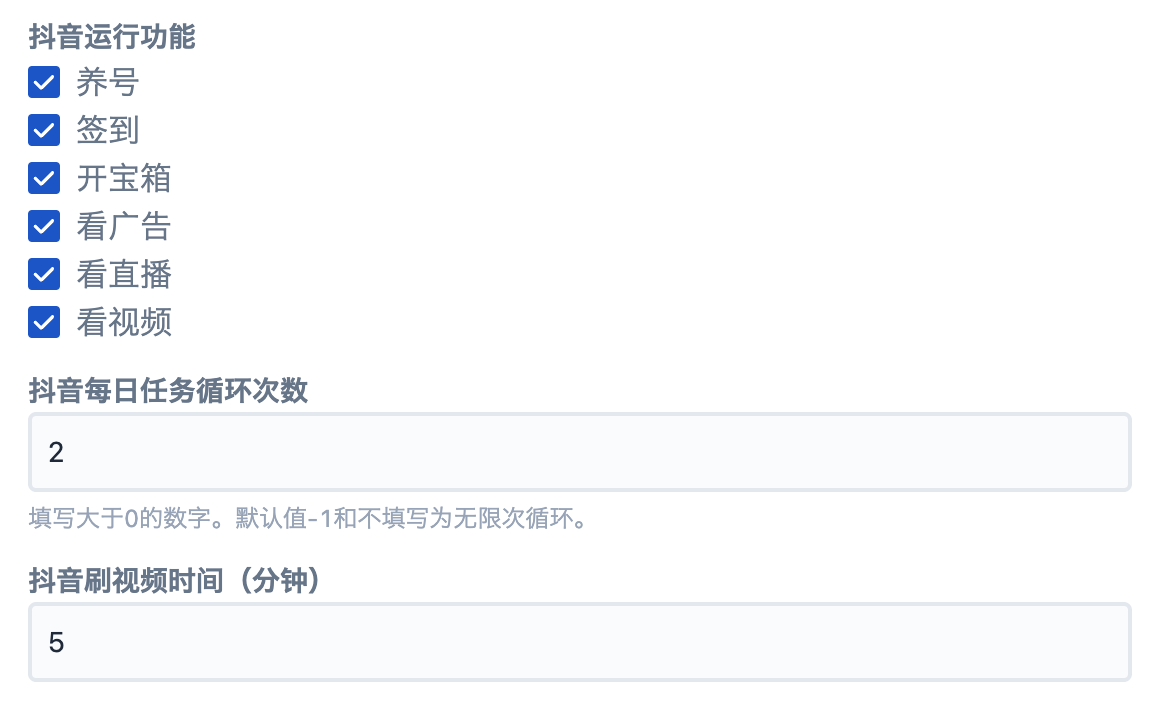 抖音运行功能
养号
签到
开宝箱
看广告
看直播
看视频
抖音每日任务循环次数
2
填写大于0的数字。默认值-1和不填写为无限次循环。
抖音刷视频时间（分钟）
5